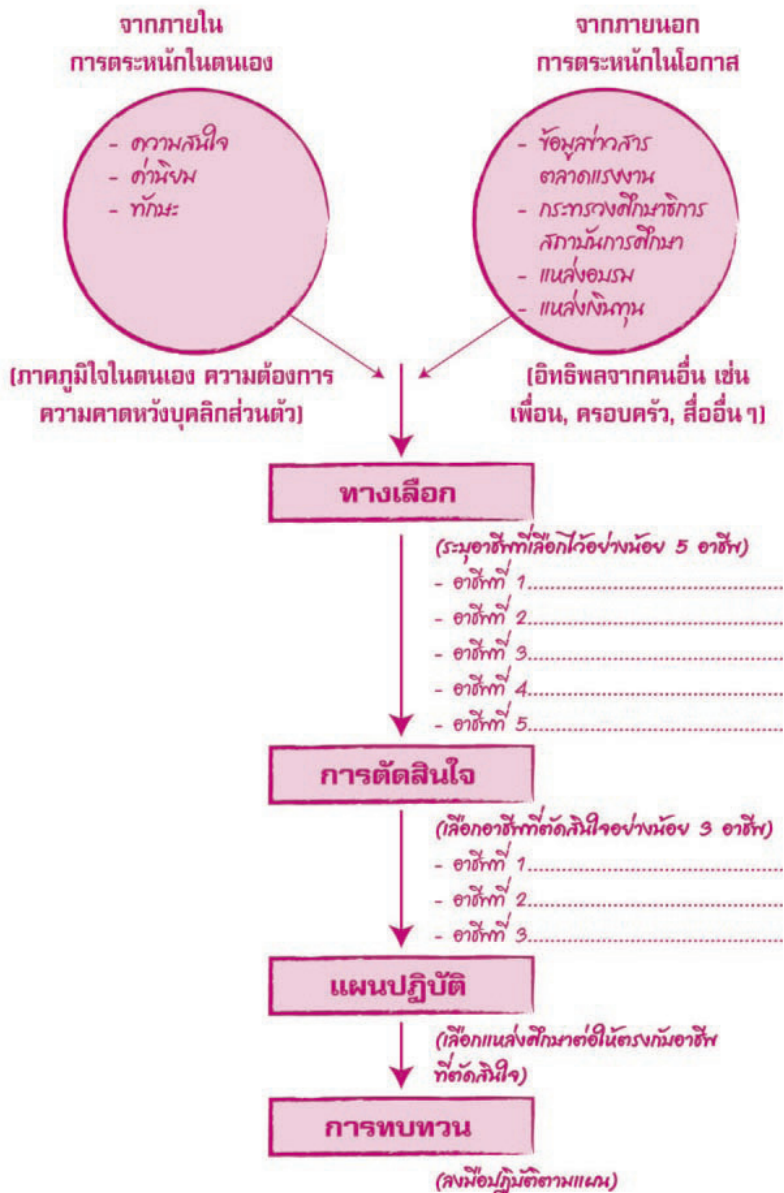 จากภายใน
การตระหนักในตนเอง
- ความสนใจ
- ค่านิยม
- ทักษะ
(ภาคภูมิใจในตนเอง ความต้องการ
ความคาดหวังบุคลิกส่วนตัว)
จากภายนอก
การตระหนักในโอกาส
- ข้อมูลข่าวสาร
ตลาดแรงงาน
- กระทรวงศึกษาธิการ
สถาบันการศึกษา
- แหล่งอบรม
- แหล่งเงินทุน
(อิทธิพลจากคนอื่น เช่น
เพื่อน, ครอบครัว, สื่ออื่น ๆ)
ทางเลือก
(ระบุอาชีพที่เลือกไว้อย่างน้อย 5 อาชีพ)
- อาชีพที่ 1
- อาชีพที่ 2
- อาชีพที่ 3
- อาชีพที่ 4
- อาชีพที่ 5
การตัดสินใจ
(เลือกอาชีพที่ตัดสินใจอย่างน้อย 3 อาชีพ)
- อาชีพที่ 1
- อาชีพที่ 2
- อาชีพที่ 3
แผนปฏิบัติ
(เลือกแหล่งศึกษาต่อให้ตรงกับอาชีพ
ที่ตัดสินใจ)
การทบทวน
(ลงมือปฏิบัติตามแผน)